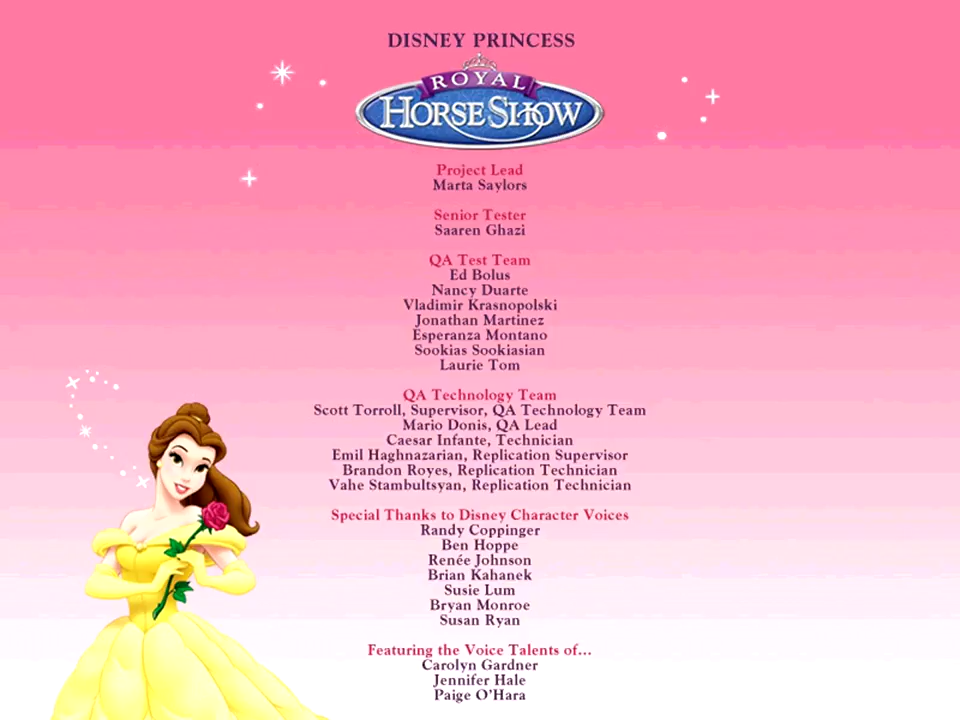 DISNEY PRINCESS
ROYAL
HORSE SHOW
Project Lead
Marta Saylors
Senior Tester
Saaren Ghazi
QA Test Team
Ed Bolus
Nancy Duarte
Vladimir Krasnopolski
Jonathan Martinez
Esperanza Montano
Sookias Sookiasian
Laurie Tom
QA Technology Team
Scott Torroll, Supervisor, QA Technology Team
Mario Donis, QA Lead
Caesar Infante, Technician
Emil Haghnazarian, Replication Supervisor
Brandon Royes, Replication Technician
Vahe Stambultsyan, Replication Technician
Special Thanks to Disney Character Voices
Randy Coppinger
Ben Hoppe
Renée Johnson
Brian Kahanek
Susie Lum
Bryan Monroe
Susan Ryan
Featuring the Voice Talents of...
Carolyn Gardner
Jennifer Hale
Paige O'Hara